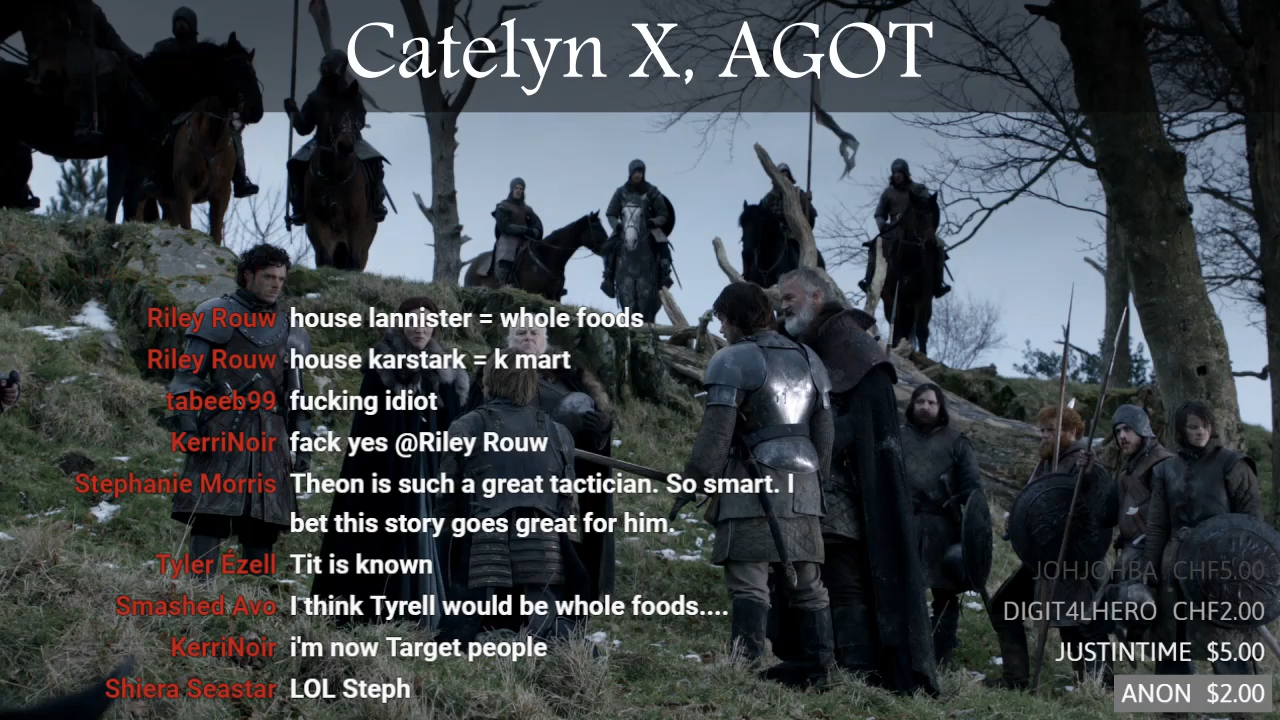 Catelyn X, AGOT
Riley Rouw house lannister = whole foods
Riley Rouw house karstark = k mart
tabeeb99 fucking idiot
KerriNoir fack yes @Riley Rouw
Stephanie Morris Theon is such a great tactician. So smart. I
bet this story goes great for him.
Tyler Ézell Tit is known
Smashed Avo I think Tyrell would be whole foods....
KerriNoir i'm now Target people
Shiera Seastar LOL Steph
JOHJOHBA CHF5.00
DIGIT4LHERO CHF2.00
JUSTINTIME $5.00
ANON $2.00